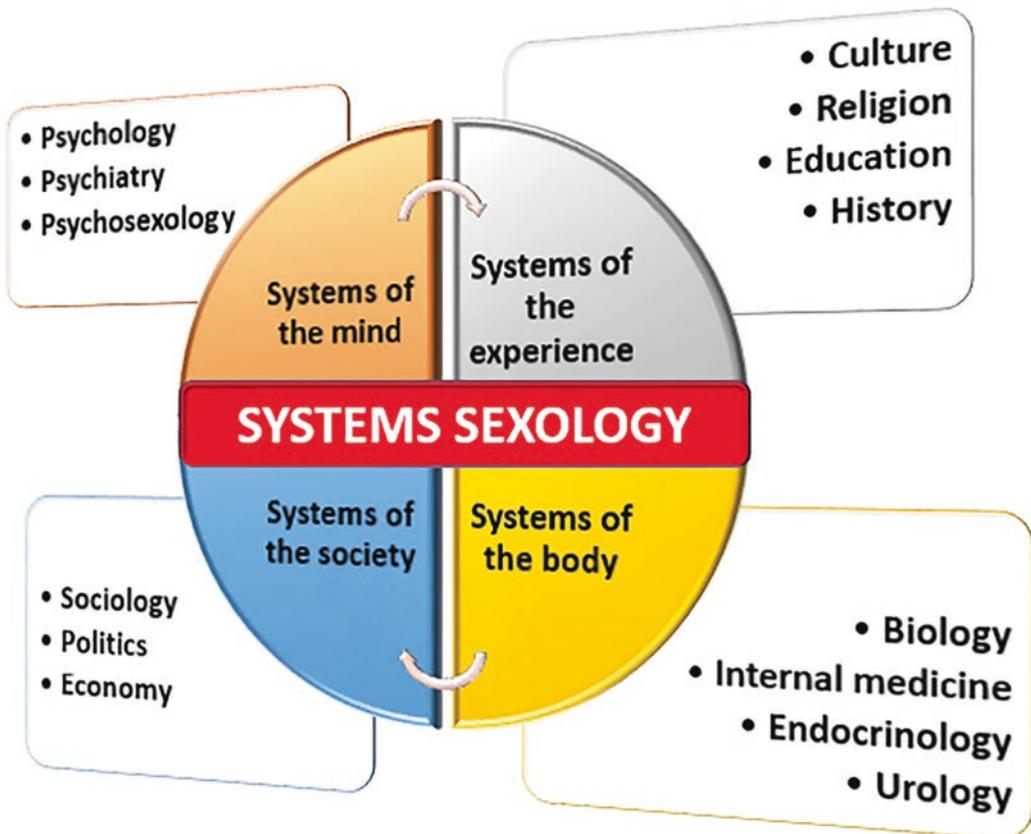 • Psychology
• Psychiatry
• Psychosexology
• Culture
• Religion
• Education
• History
Systems of
the mind
Systems of
the
experience
SYSTEMS SEXOLOGY
Systems of
the society
Systems of
the body
• Sociology
• Politics
• Economy
• Biology
• Internal medicine
• Endocrinology
• Urology